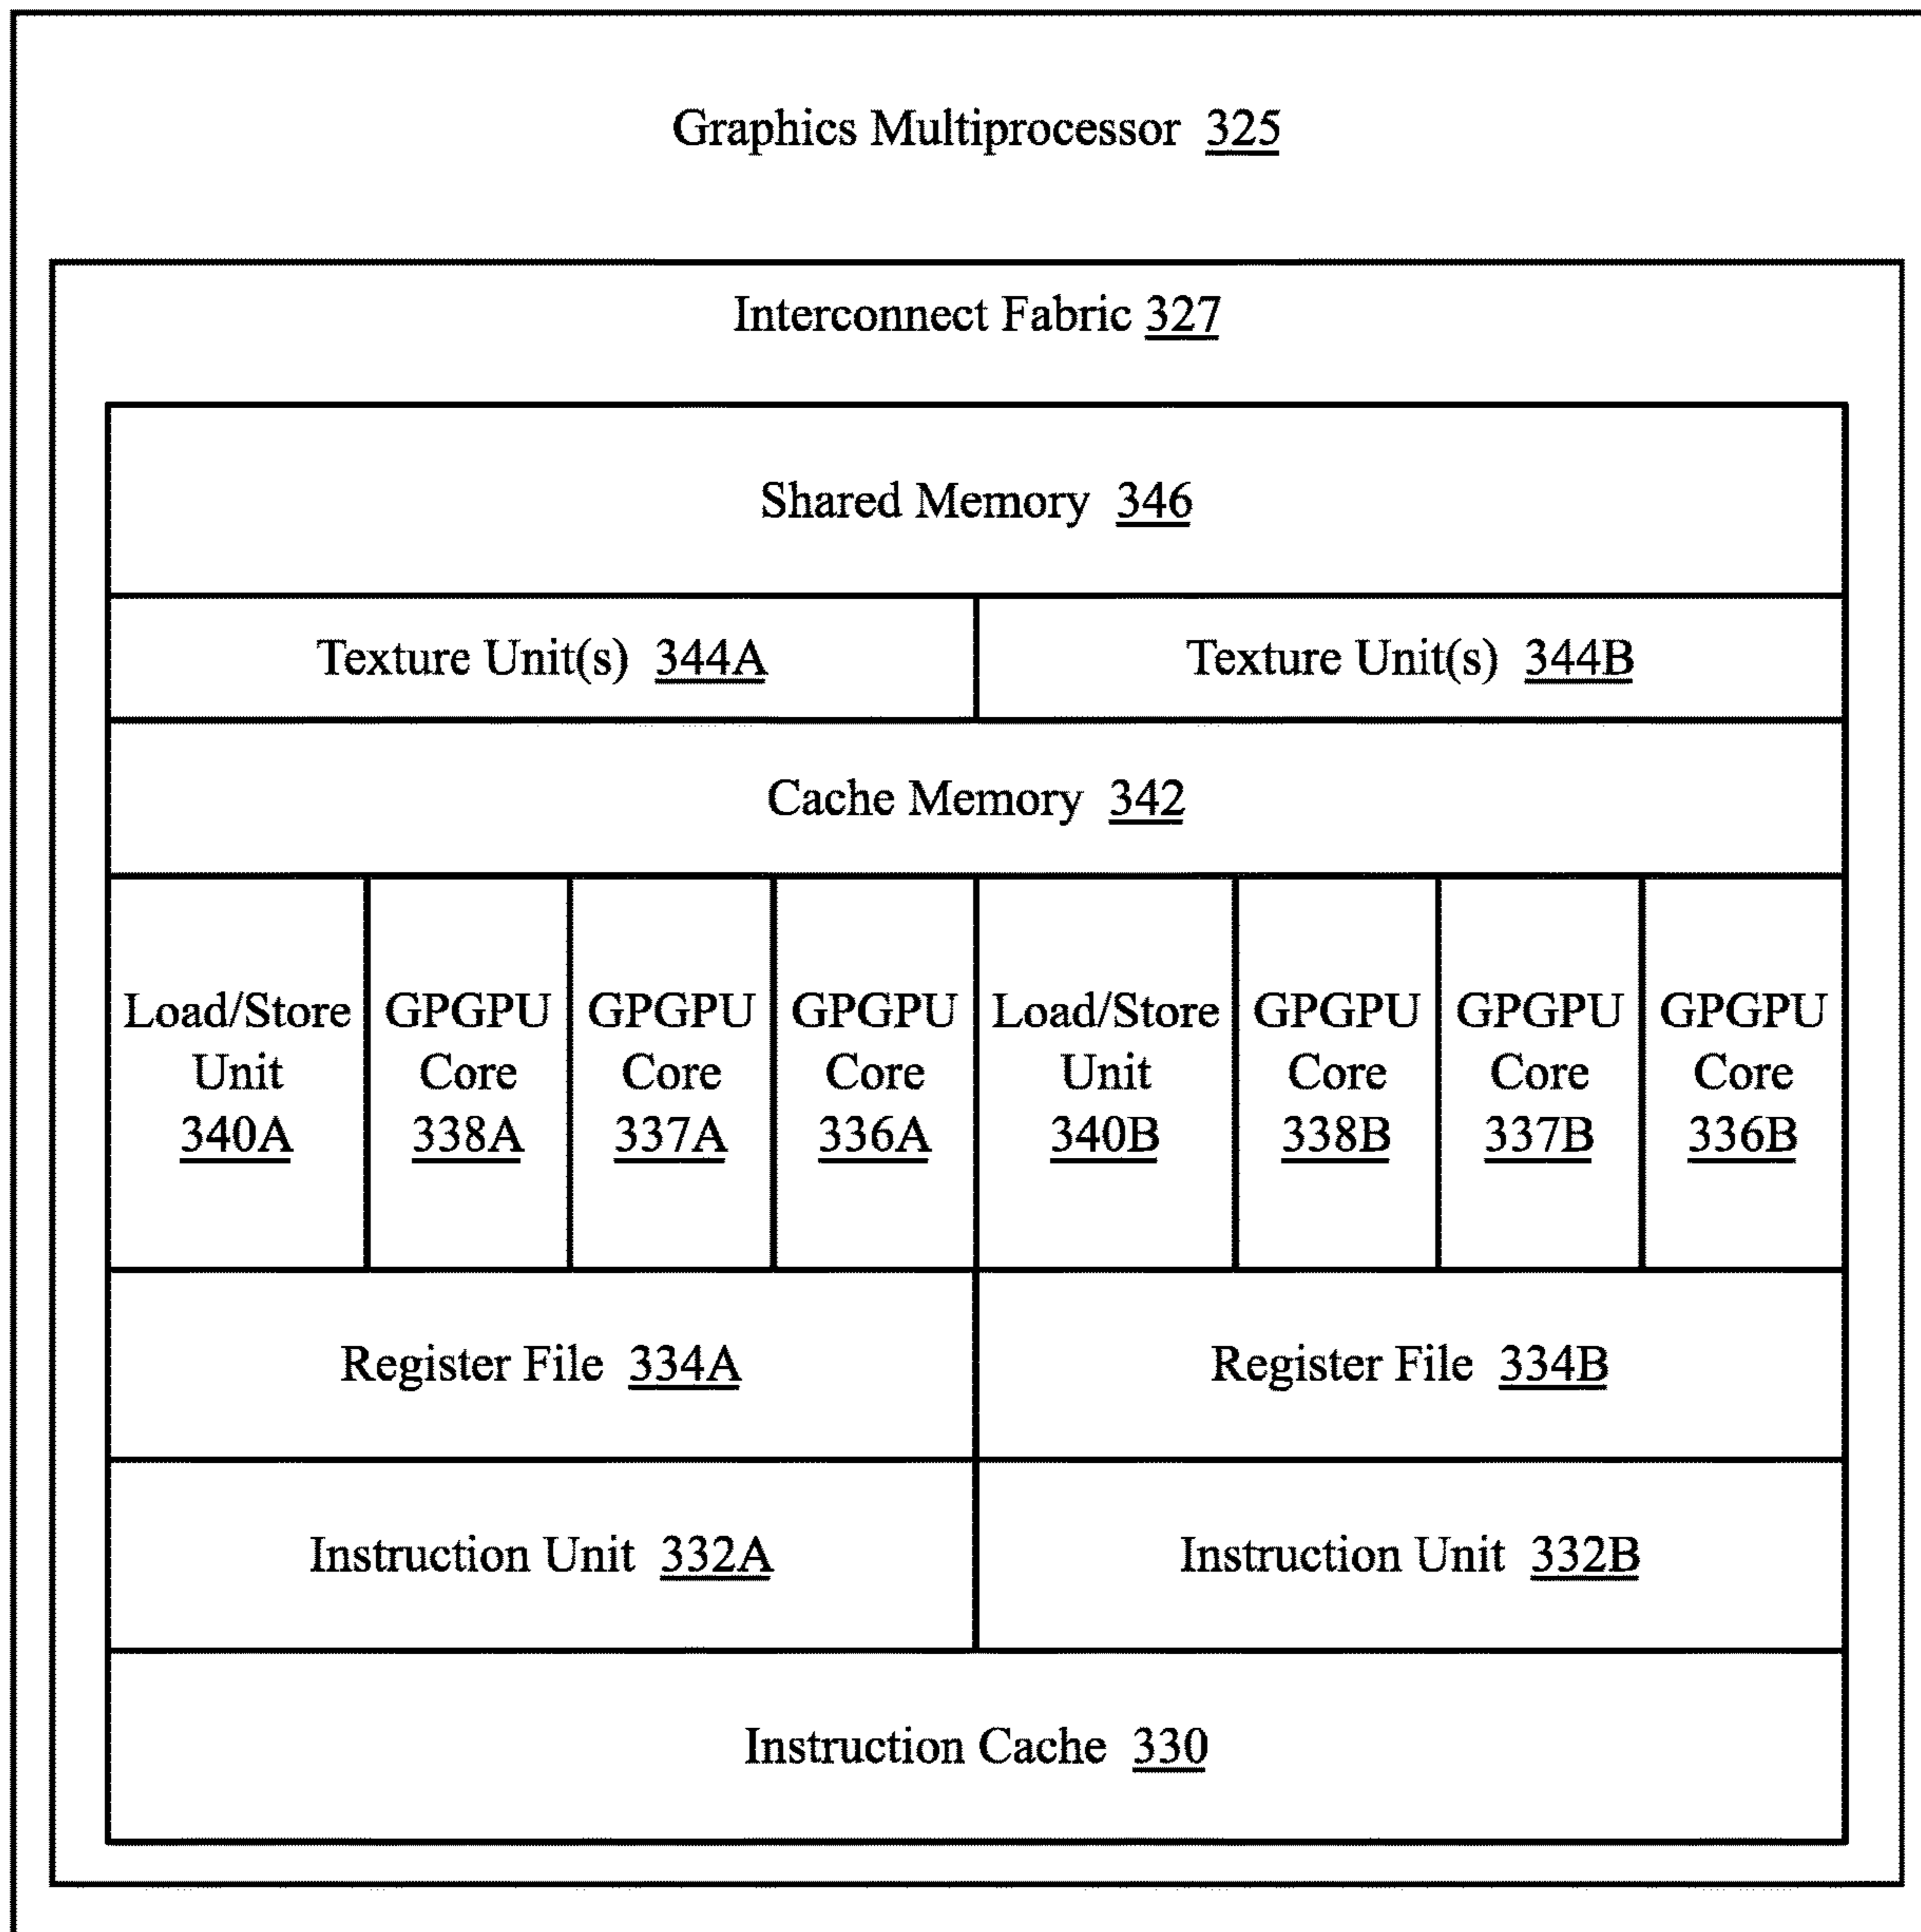 Graphics Multiprocessor 325
Interconnect Fabric 327
Shared Memory 346
Texture Unit(s) 344A
Texture Unit(s) 344B
Cache Memory 342
Load/Store
Unit
340A
GPGPU
Core
338A
GPGPU
Core
337A
GPGPU
Core
336A
Load/Store
Unit
340B
GPGPU
Core
338B
GPGPU
Core
337B
GPGPU
Core
336B
Register File 334A
Register File 334B
Instruction Unit 332A
Instruction Unit 332B
Instruction Cache 330